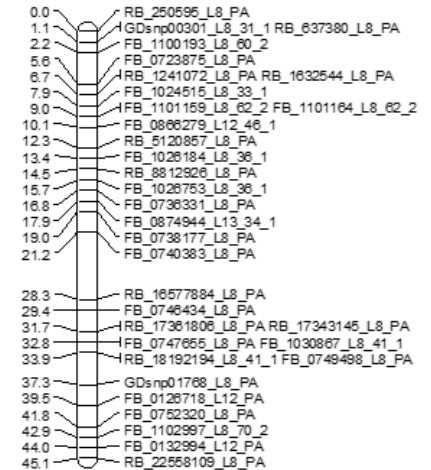 0.0 RB_250595_L8_PA
1.1 GDsnp00301_L8_31_1 RB_637380_L8_PA
2.2 FB_1100193_L8_60_2
5.6 FB_0723875_L8_PA
6.7 RB_1241072_L8_PA RB_1632544_L8_PA
7.9 FB_1024515_L8_33_1
9.0 FB_1101159_L8_62_2 FB_1101164_L8_62_2
10.1 FB_0866279_L12_46_1
12.3 RB_5120857_L8_PA
13.4 FB_1026184_L8_36_1
14.5 RB_8812926_L8_PA
15.7 FB_1026753_L8_36_1
16.8 FB_0736331_L8_PA
17.9 FB_0874944_L13_34_1
19.0 FB_0738177_L8_PA
21.2 FB_0740383_L8_PA
28.3 RB_16577884_L8_PA
29.4 FB_0746434_L8_PA
31.7 RB_17361806_L8_PA RB_17343145_L8_PA
32.8 FB_0747655_L8_PA FB_1030867_L8_41_1
33.9 RB_18192194_L8_41_1 FB_0749498_L8_PA
37.3 GDsnp01768_L8_PA
39.5 FB_0126718_L12_PA
41.8 FB_0752320_L8_PA
42.9 FB_1102997_L8_70_2
44.0 FB_0132994_L12_PA
45.1 RB_22558109_L8_PA